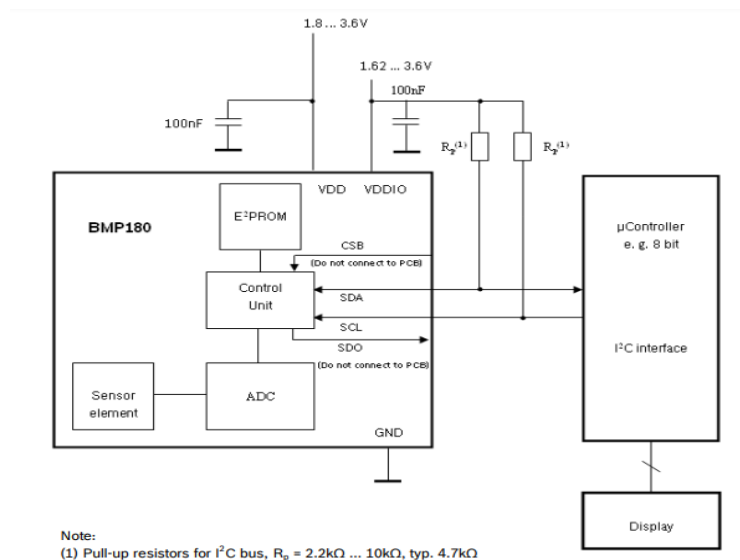 1.8 ... 3.6V
1.62 ... 3.6V
100nF
100nF
Rp(1)
Rp(1)
VDD VDDIO
BMP180
E²PROM
CSB
(Do not connect to PCB)
Control
Unit
SDA
SCL
SDO
(Do not connect to PCB)
Sensor
element
ADC
GND
µController
e. g. 8 bit
I²C interface
Display
Note:
(1) Pull-up resistors for I²C bus, Rp = 2.2kΩ ... 10kΩ, typ. 4.7kΩ